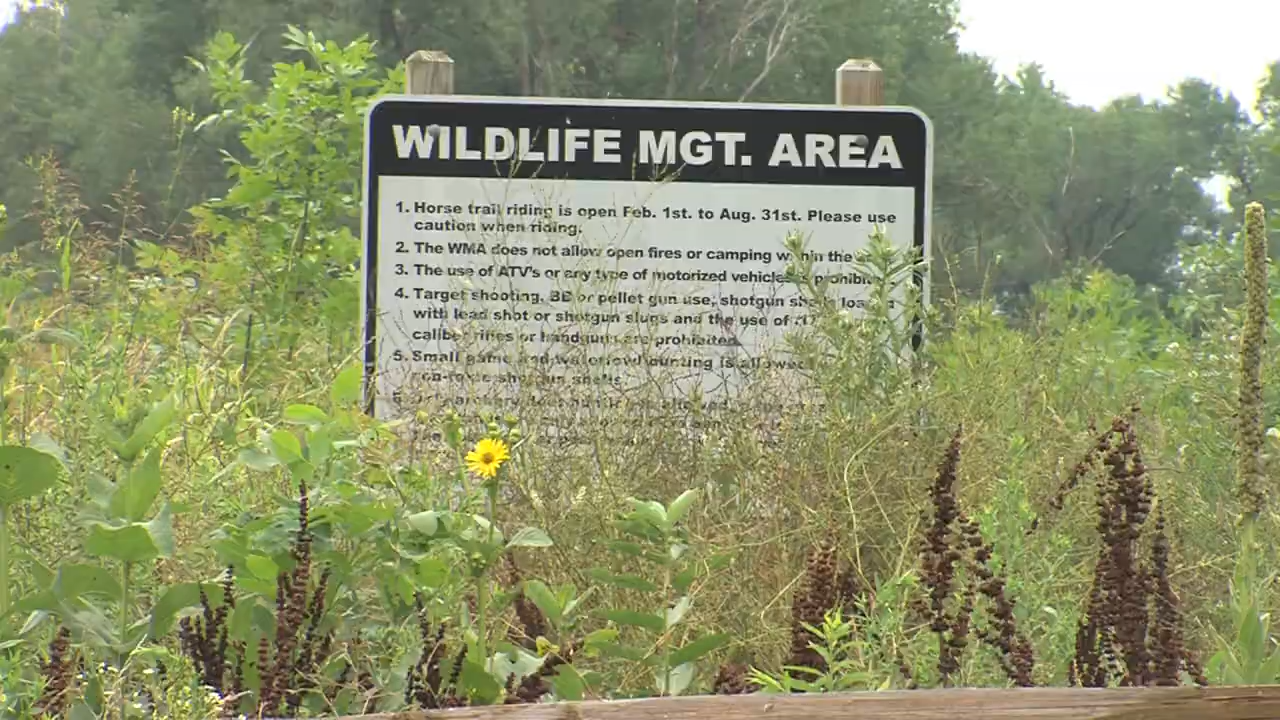 WILDLIFE MGT. AREA
1. Horse trail riding is open Feb. 1st. to Aug. 31st. Please use
caution when riding.
2. The WMA does not allow open fires or camping within the
3. The use of ATV's or any type of motorized vehicle
4. Target shooting, BB or pellet gun use, shotgun shells loaded
with lead shot or shotgun slugs and the use of
caliber rifles or handguns are prohibited
5. Small game and waterfowl hunting is allowed
non-toxic shotgun shells
6.